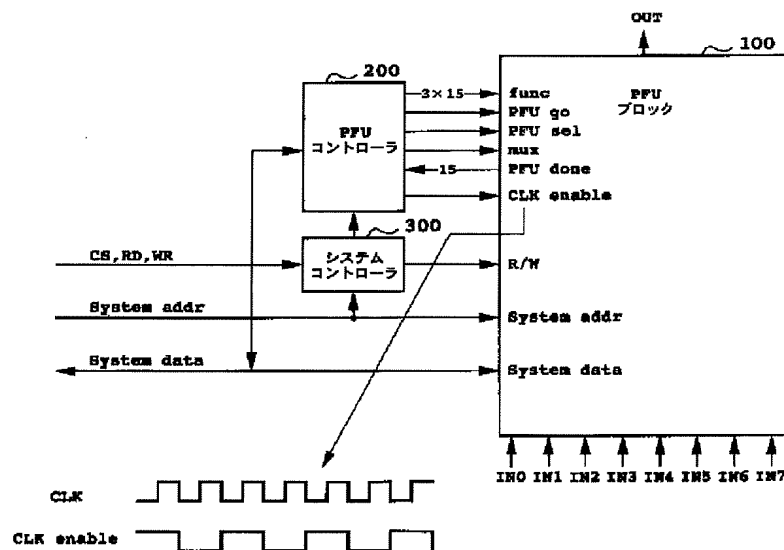 OUT
100
200
PFU
コントローラ
3×15
func
PFU go
PFU sel
mux
15
PFU done
CLK enable
PFU
ブロック
300
CS,RD,WR
システム
コントローラ
R/W
System addr
System addr
System data
System data
IN0 IN1 IN2 IN3 IN4 IN5 IN6 IN7
CLK
CLK enable